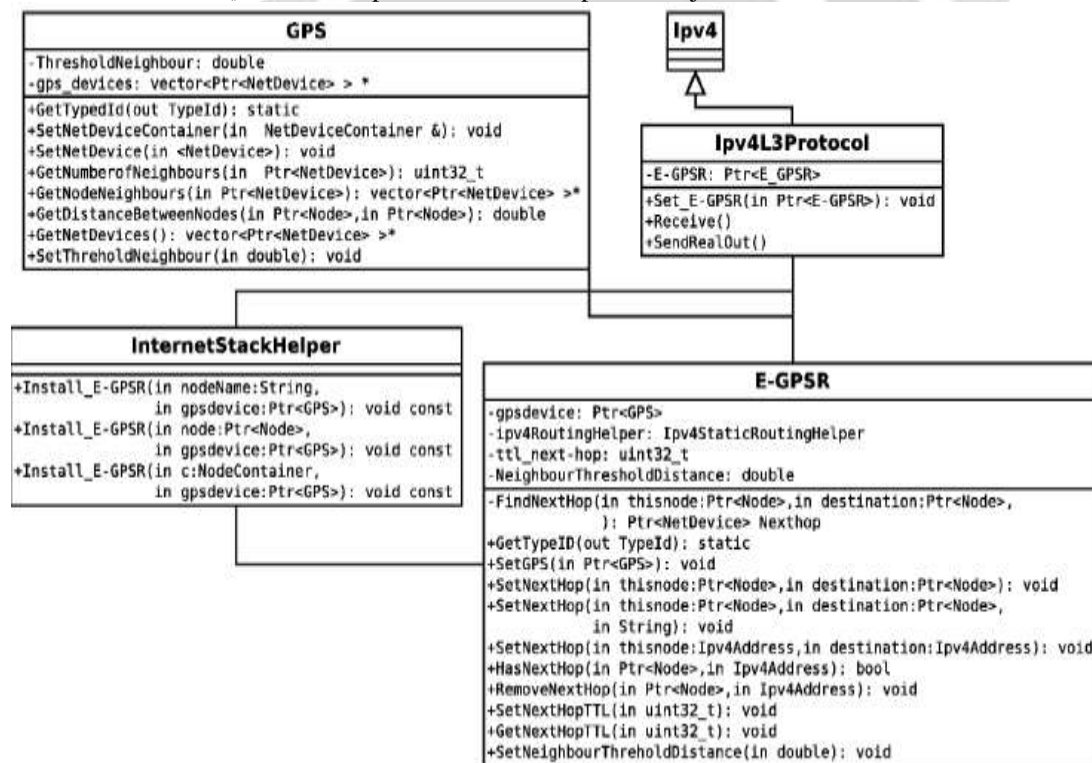 GPS
-ThresholdNeighbour: double
-gps_devices: vector<Ptr<NetDevice> > *
+GetTypedId(out TypeId): static
+SetNetDeviceContainer(in NetDeviceContainer &): void
+SetNetDevice(in <NetDevice>): void
+GetNumberofNeighbours(in Ptr<NetDevice>): uint32_t
+GetNodeNeighbours(in Ptr<NetDevice>): vector<Ptr<NetDevice> >*
+GetDistanceBetweenNodes(in Ptr<Node>,in Ptr<Node>): double
+GetNetDevices(): vector<Ptr<NetDevice> >*
+SetThreholdNeighbour(in double): void
Ipv4
Ipv4L3Protocol
-E-GPSR: Ptr<E_GPSR>
+Set_E-GPSR(in Ptr<E-GPSR>): void
+Receive()
+SendRealOut()
InternetStackHelper
+Install_E-GPSR(in nodeName:String,
in gpsdevice:Ptr<GPS>): void const
+Install_E-GPSR(in node:Ptr<Node>,
in gpsdevice:Ptr<GPS>): void const
+Install_E-GPSR(in c:NodeContainer,
in gpsdevice:Ptr<GPS>): void const
E-GPSR
-gpsdevice: Ptr<GPS>
-ipv4RoutingHelper: Ipv4StaticRoutingHelper
-ttl_next-hop: uint32_t
-NeighbourThresholdDistance: double
-FindNextHop(in thisnode:Ptr<Node>,in destination:Ptr<Node>,
): Ptr<NetDevice> Nexthop
+GetTypeID(out TypeId): static
+SetGPS(in Ptr<GPS>): void
+SetNextHop(in thisnode:Ptr<Node>,in destination:Ptr<Node>): void
+SetNextHop(in thisnode:Ptr<Node>,in destination:Ptr<Node>,
in String): void
+SetNextHop(in thisnode:Ipv4Address,in destination:Ipv4Address): void
+HasNextHop(in Ptr<Node>,in Ipv4Address): bool
+RemoveNextHop(in Ptr<Node>,in Ipv4Address): void
+SetNextHopTTL(in uint32_t): void
+GetNextHopTTL(in uint32_t): void
+SetNeighbourThreholdDistance(in double): void